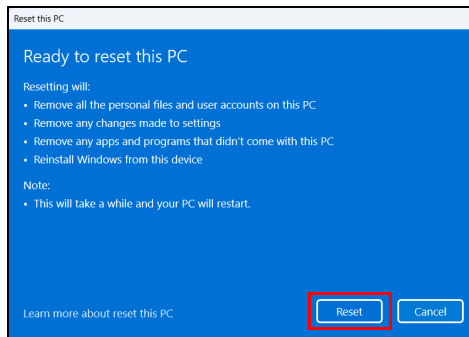 Reset this PC
Ready to reset this PC
Resetting will:
• Remove all the personal files and user accounts on this PC
• Remove any changes made to settings
• Remove any apps and programs that didn't come with this PC
• Reinstall Windows from this device
Note:
• This will take a while and your PC will restart.
Learn more about reset this PC
Reset
Cancel